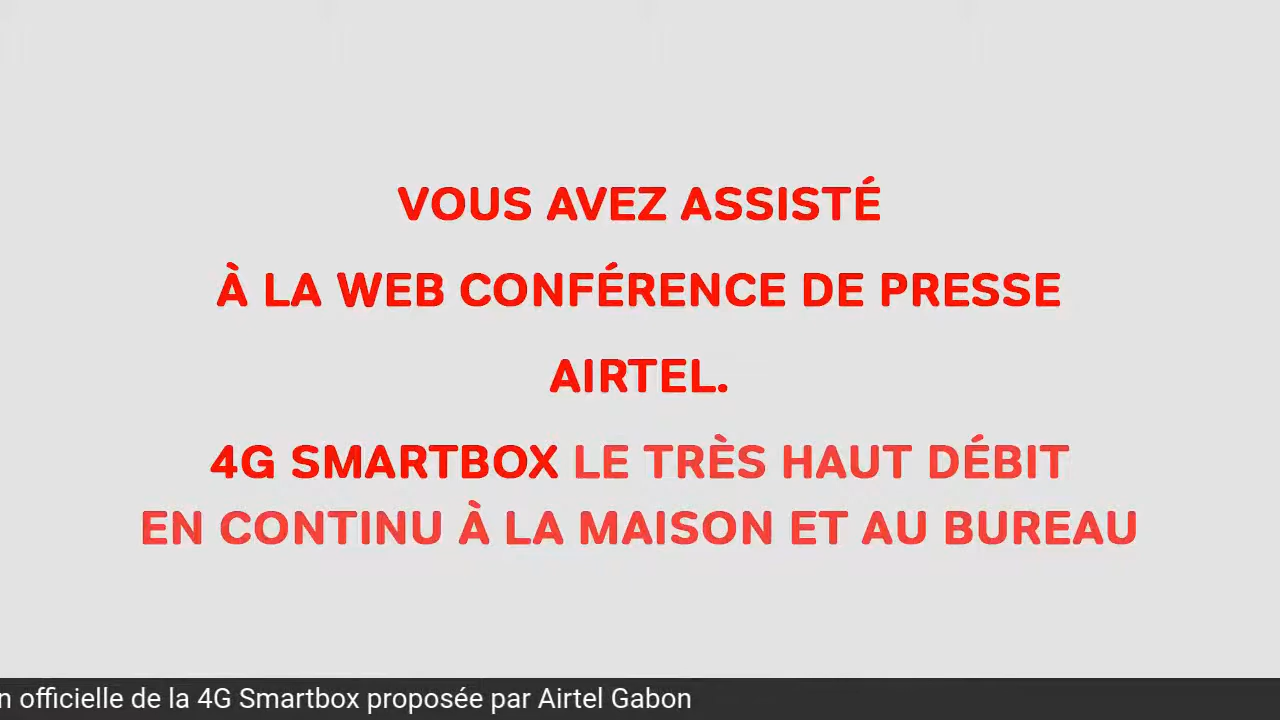 VOUS AVEZ ASSISTÉ
À LA WEB CONFÉRENCE DE PRESSE
AIRTEL.
4G SMARTBOX LE TRÈS HAUT DÉBIT
EN CONTINU À LA MAISON ET AU BUREAU
officielle de la 4G Smartbox proposée par Airtel Gabon